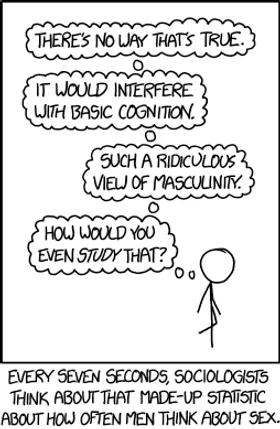 THERE'S NO WAY THAT'S TRUE.
IT WOULD INTERFERE
WITH BASIC COGNITION.
SUCH A RIDICULOUS
VIEW OF MASCULINITY.
HOW WOULD YOU
EVEN STUDY THAT?
EVERY SEVEN SECONDS, SOCIOLOGISTS
THINK ABOUT THAT MADE-UP STATISTIC
ABOUT HOW OFTEN MEN THINK ABOUT SEX.